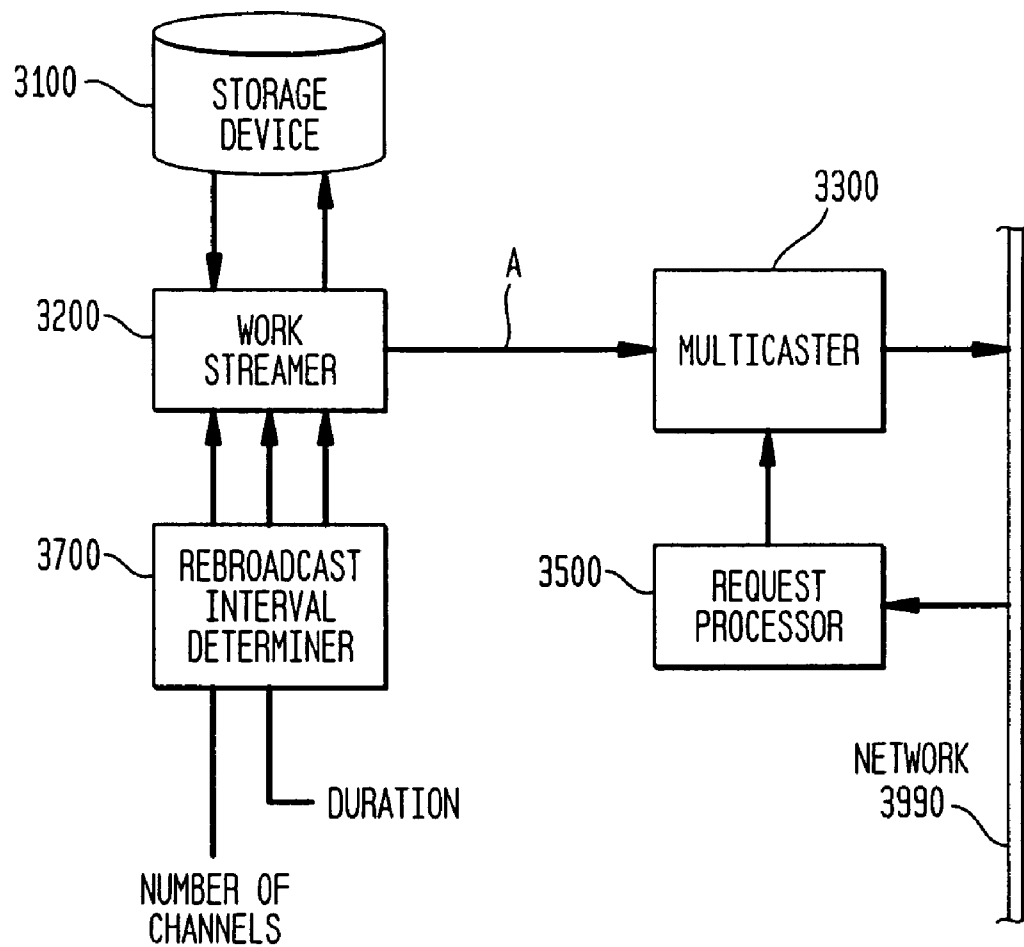 3100
STORAGE
DEVICE
3300
A
3200
WORK
STREAMER
MULTICASTER
3700
REBROADCAST
INTERVAL
DETERMINER
3500
REQUEST
PROCESSOR
NETWORK
3990
DURATION
NUMBER OF
CHANNELS